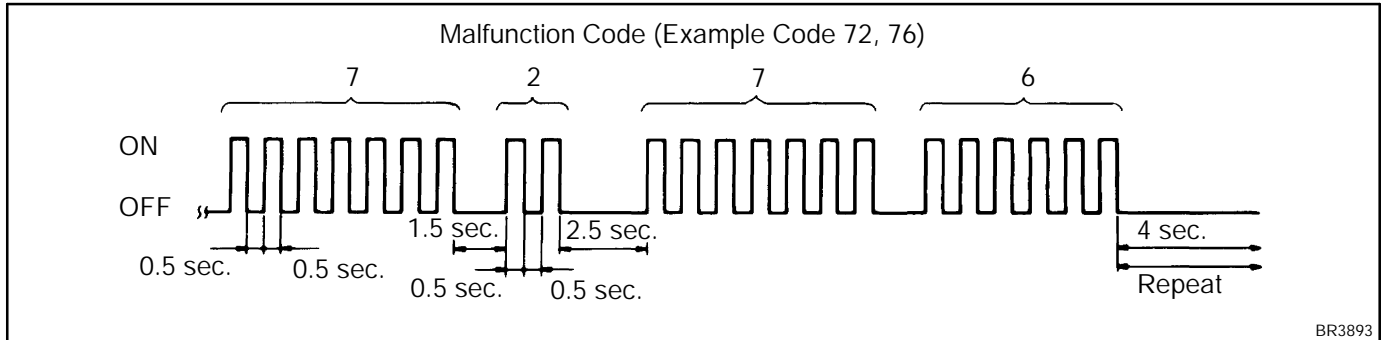 Malfunction Code (Example Code 72, 76)
7 2 7 6
ON
OFF
1.5 sec. 2.5 sec. 4 sec.
0.5 sec. 0.5 sec. 0.5 sec. 0.5 sec. Repeat
BR3893